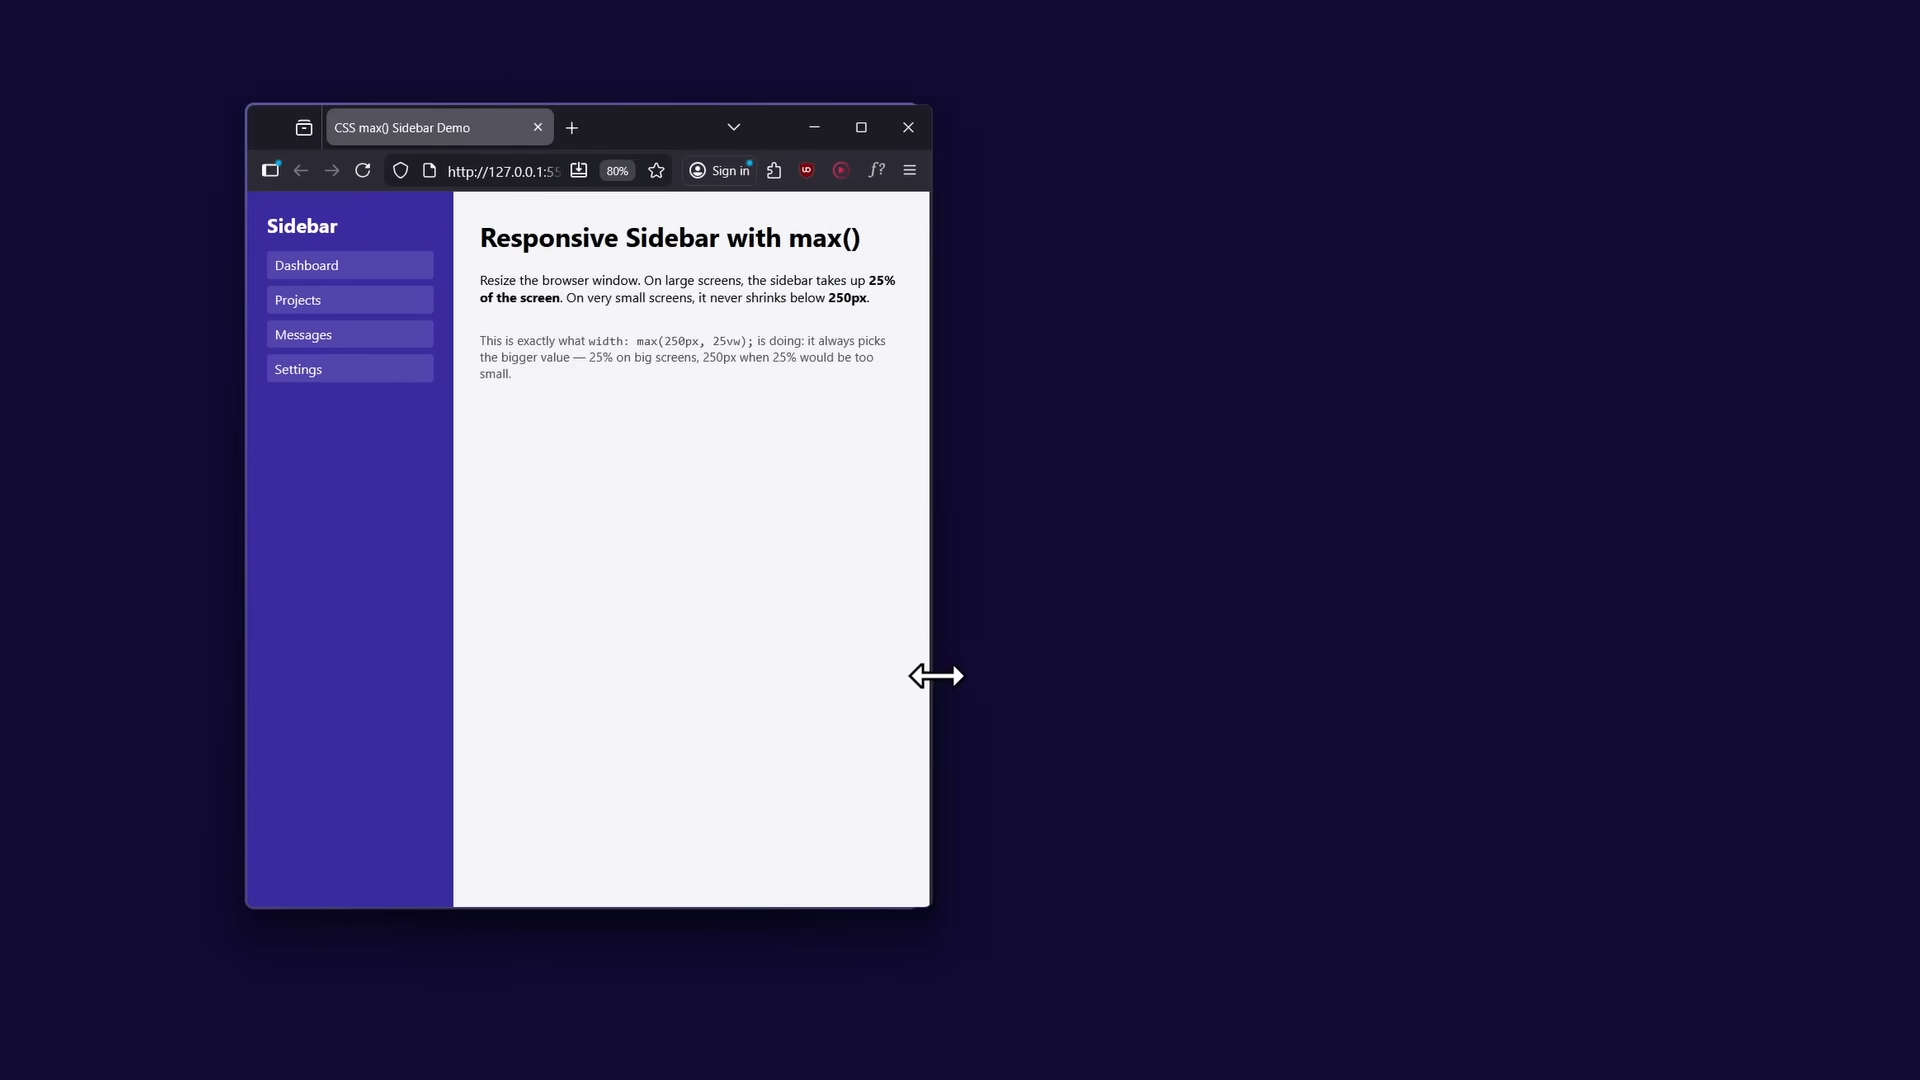 CSS max() Sidebar Demo
http://127.0.0.1:55
80%
Sign in
Sidebar
Dashboard
Projects
Messages
Settings
Responsive Sidebar with max()
Resize the browser window. On large screens, the sidebar takes up 25%
of the screen. On very small screens, it never shrinks below 250px.
This is exactly what width: max(250px, 25vw); is doing: it always picks
the bigger value — 25% on big screens, 250px when 25% would be too
small.